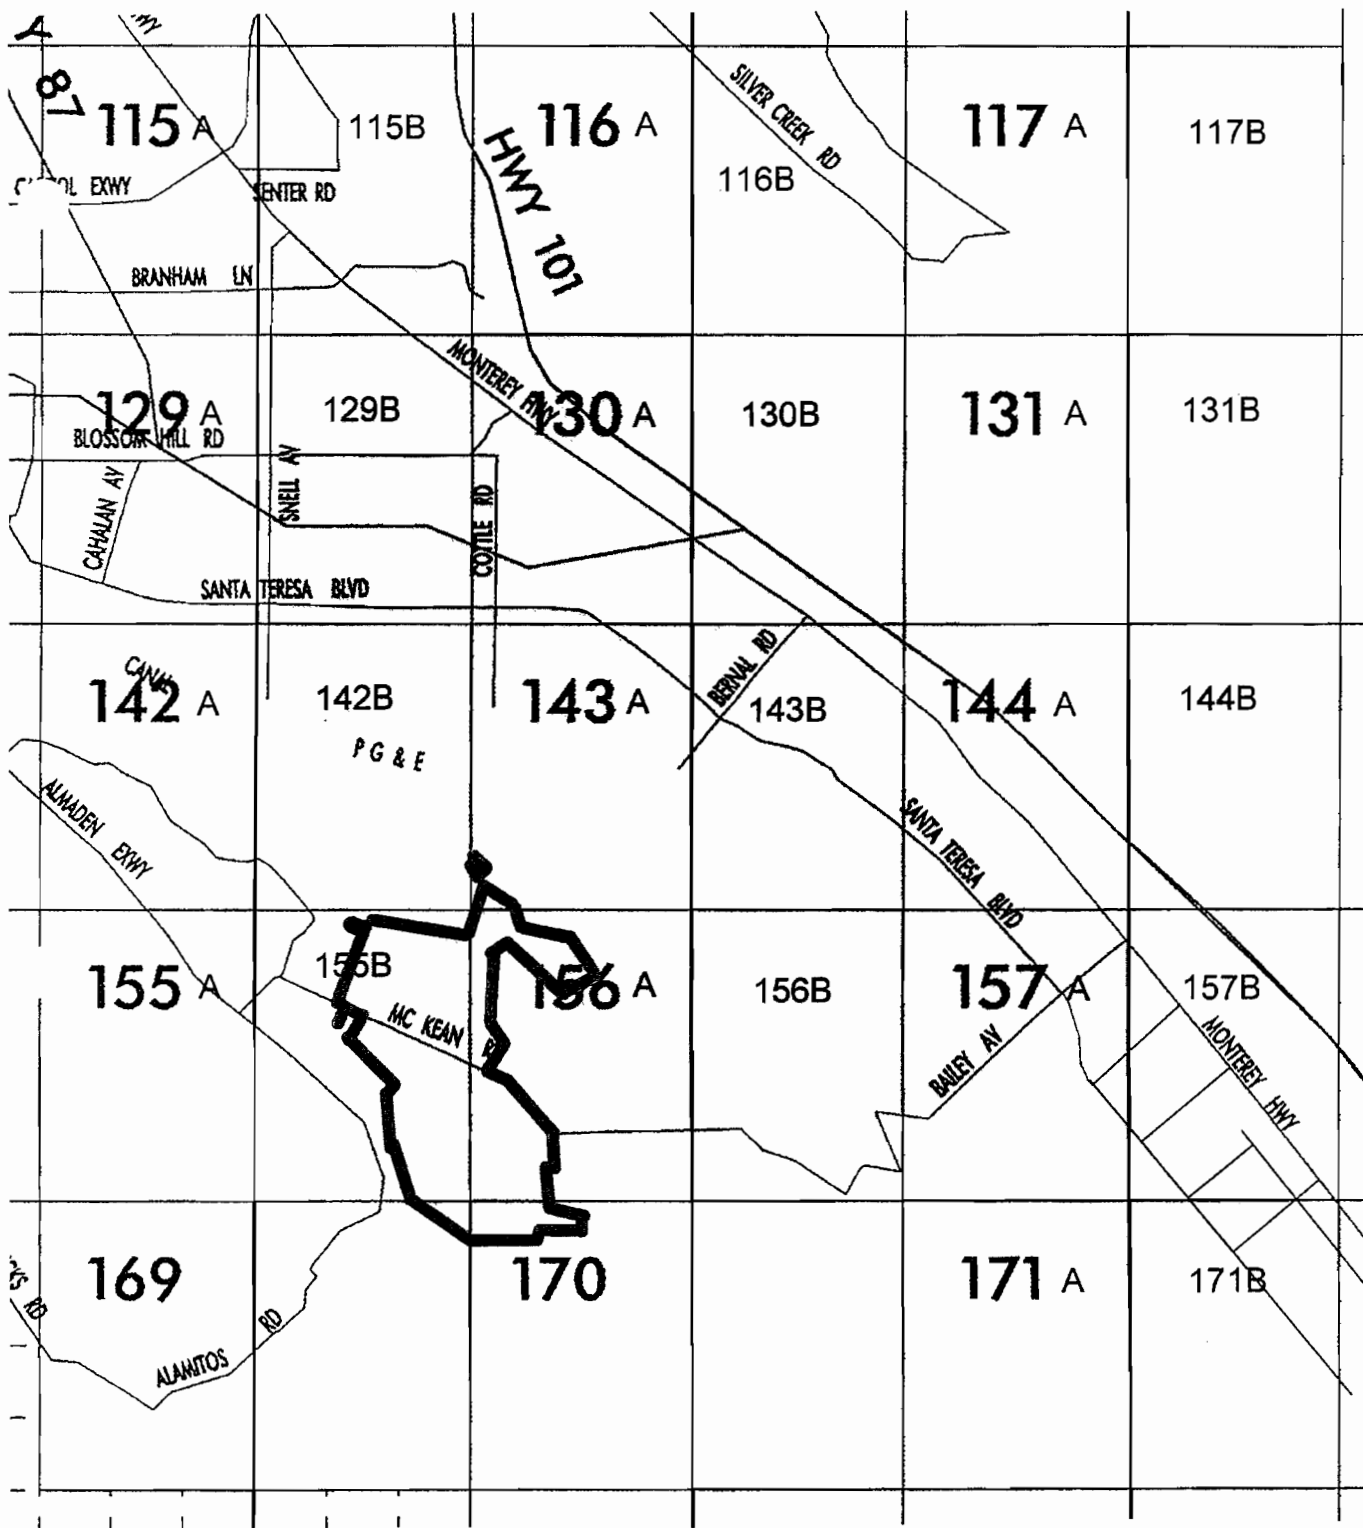 Y
87
115 A
115B
116 A
117 A
117B
SILVER CREEK RD
116B
HWY 101
EXWY
SENTER RD
BRANHAM LN
MONTEREY HWY
129 A
129B
130 A
130B
131 A
131B
BLOSSOM HILL RD
SNELL AV
CAHALAN AV
COTTLE RD
SANTA TERESA BLVD
BERNAL RD
CANAL
142 A
142B
143 A
143B
144 A
144B
P G & E
ALMADEN EXWY
SANTA TERESA BLVD
155 A
155B
156 A
156B
157 A
157B
MC KEAN
BAILEY AV
MONTEREY HWY
169
170
171 A
171B
RD
ALAMITOS RD